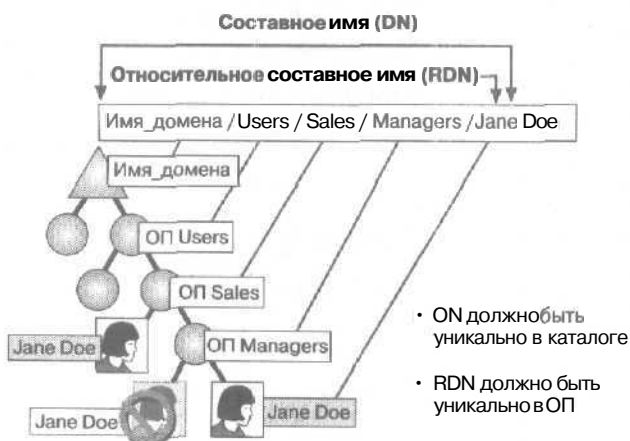 Составное имя (DN)
Относительное составное имя (RDN)
Имя_домена / Users / Sales / Managers / Jane Doe
Имя_домена
ОП Users
ОП Sales
Jane Doe
ОП Managers
Jane Doe
Jane Doe
• ON должно быть
уникально в каталоге
• RDN должно быть
уникально в ОП